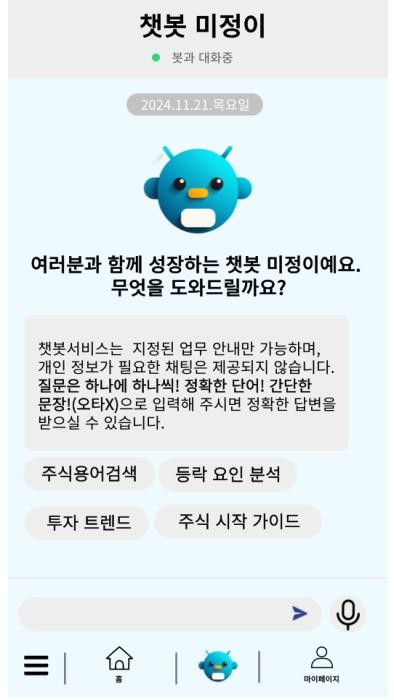 챗봇 미정이
봇과 대화중
2024.11.21.목요일
여러분과 함께 성장하는 챗봇 미정이예요.
무엇을 도와드릴까요?
챗봇서비스는 지정된 업무 안내만 가능하며,
개인 정보가 필요한 채팅은 제공되지 않습니다.
질문은 하나에 하나씩! 정확한 단어! 간단한
문장!(오타X)으로 입력해 주시면 정확한 답변을
받으실 수 있습니다.
주식용어검색
등락 요인 분석
투자 트렌드
주식 시작 가이드
홈
마이페이지